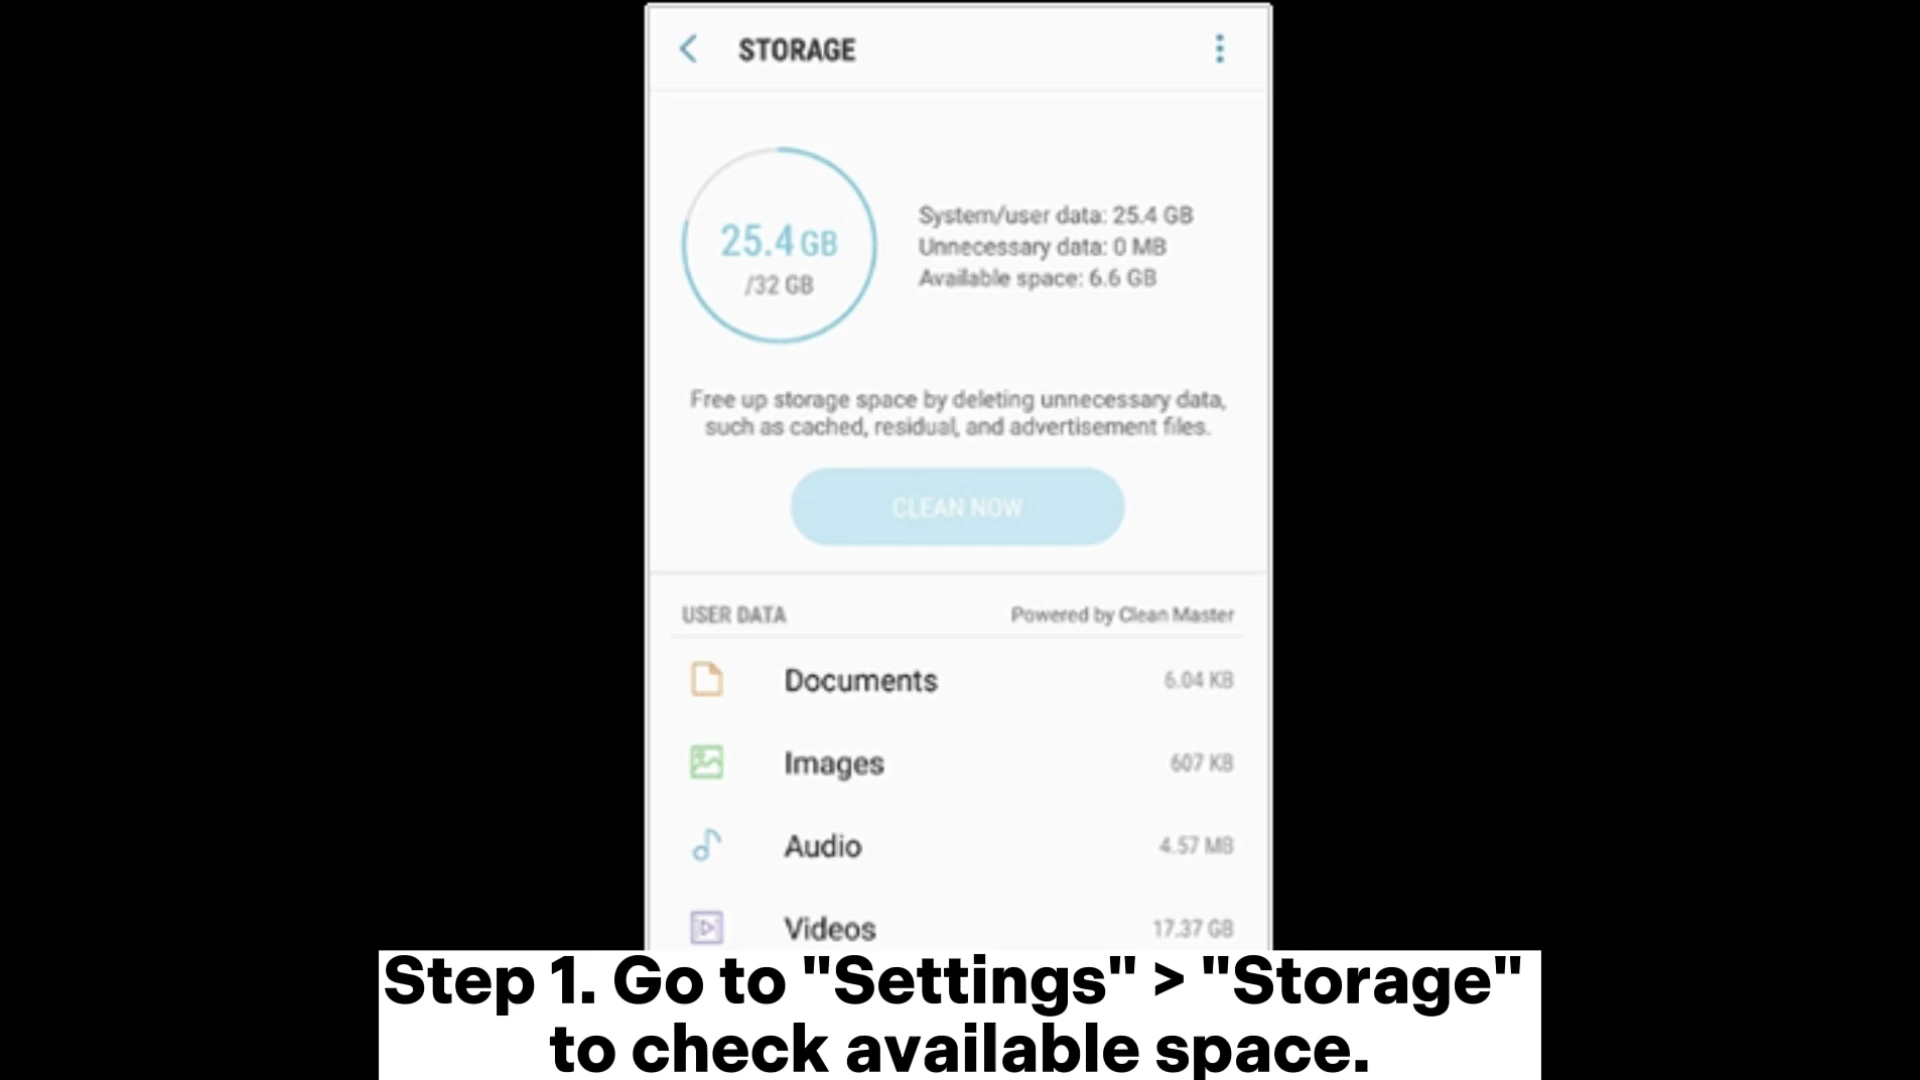 STORAGE
25.4 GB
/32 GB
System/user data: 25.4 GB
Unnecessary data: 0 MB
Available space: 6.6 GB
Free up storage space by deleting unnecessary data,
such as cached, residual, and advertisement files.
CLEAN NOW
USER DATA Powered by Clean Master
Documents 6.04 KB
Images 607 KB
Audio 4.57 MB
Videos 17.37 GB
Step 1. Go to "Settings" > "Storage"
to check available space.